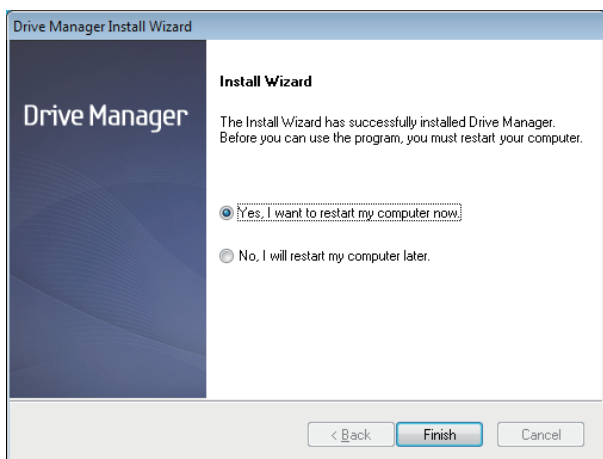 Drive Manager Install Wizard
Drive Manager
Install Wizard
The Install Wizard has successfully installed Drive Manager.
Before you can use the program, you must restart your computer.
Yes, I want to restart my computer now.
No, I will restart my computer later.
< Back
Finish
Cancel